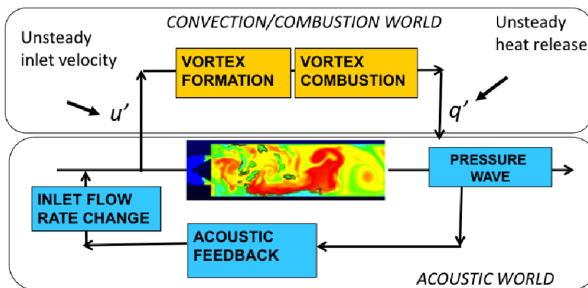 CONVECTION/COMBUSTION WORLD
Unsteady
inlet velocity
Unsteady
heat release
VORTEX
FORMATION
VORTEX
COMBUSTION
u'
q'
PRESSURE
WAVE
INLET FLOW
RATE CHANGE
ACOUSTIC
FEEDBACK
ACOUSTIC WORLD